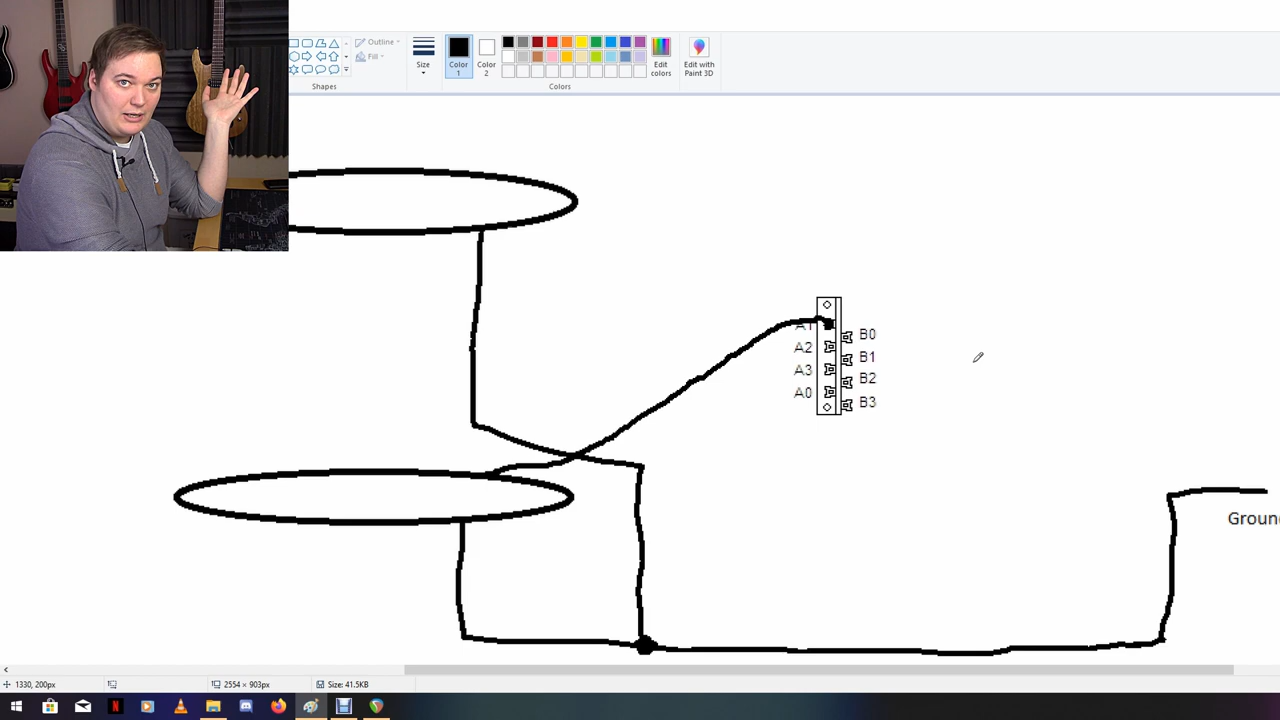 Outline
Fill
Shapes
Size
Color
1
Color
2
Edit
colors
Edit with
Paint 3D
Colors
A1
B0
A2
B1
A3
B2
A0
B3
Groun
1330, 200px
2554 × 903px
Size: 41.5KB